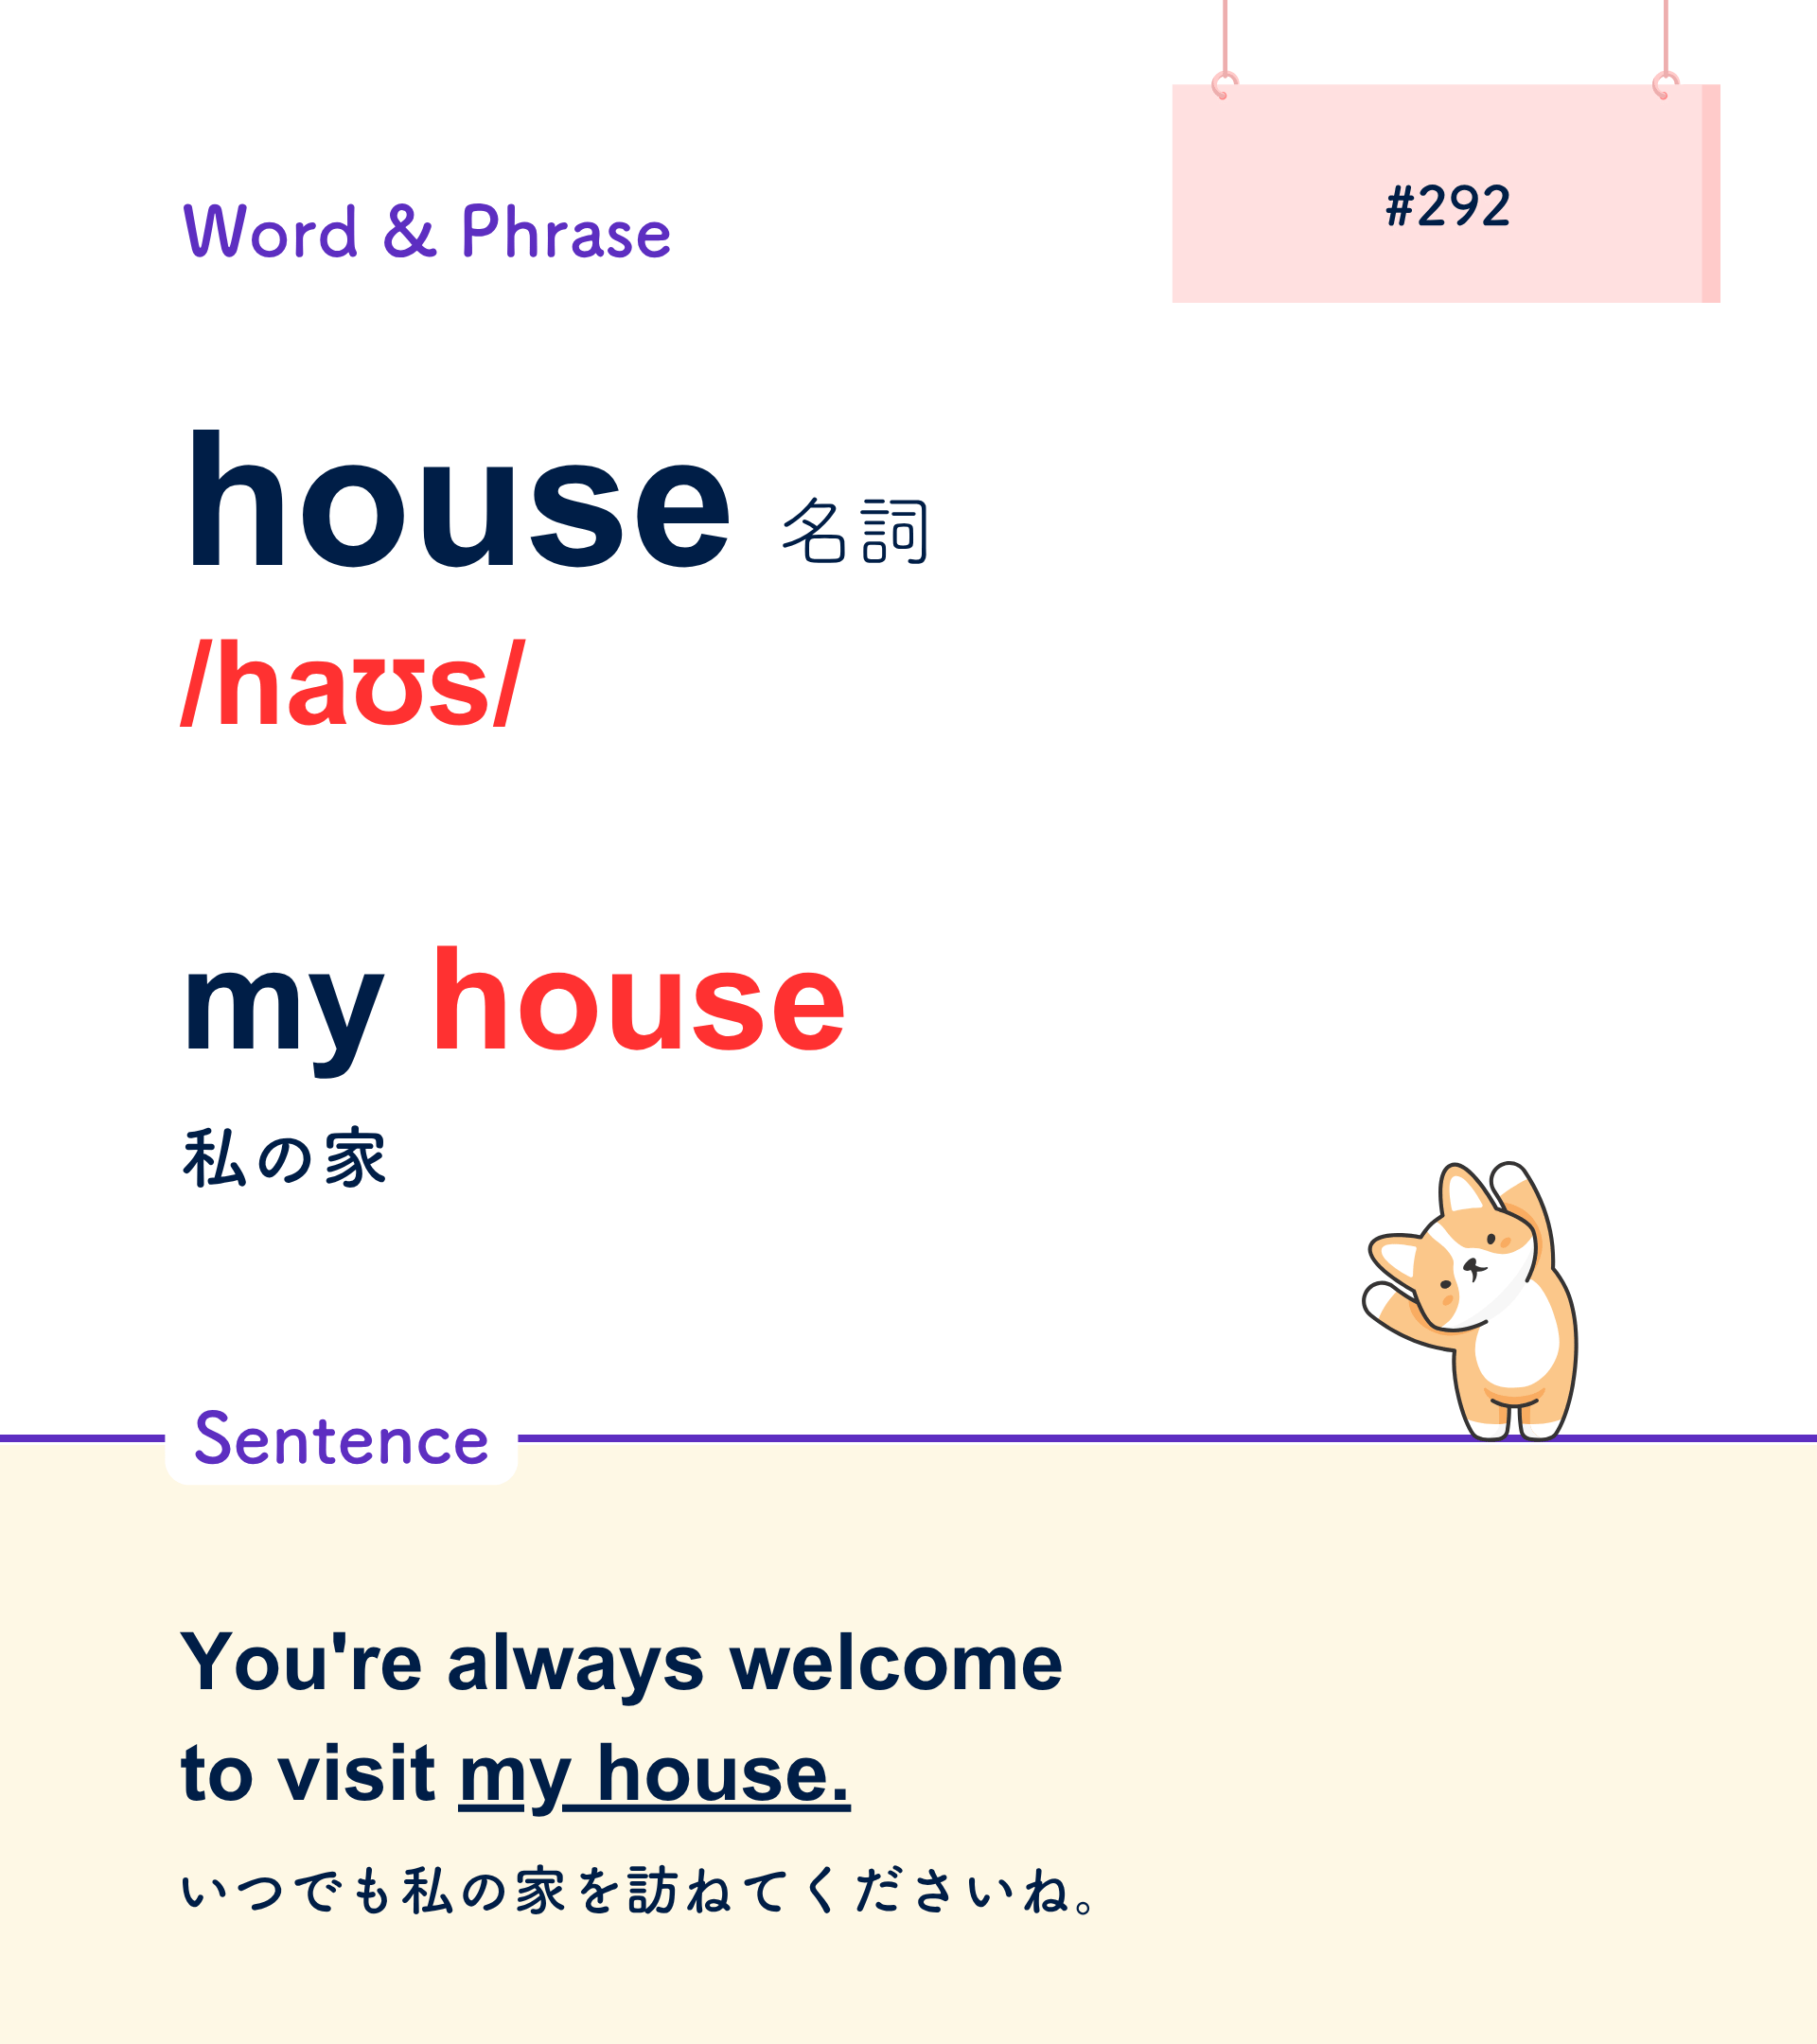 #292
Word & Phrase
house 名詞
/haʊs/
my house
私の家
Sentence
You're always welcome
to visit my house.
いつでも私の家を訪ねてくださいね。